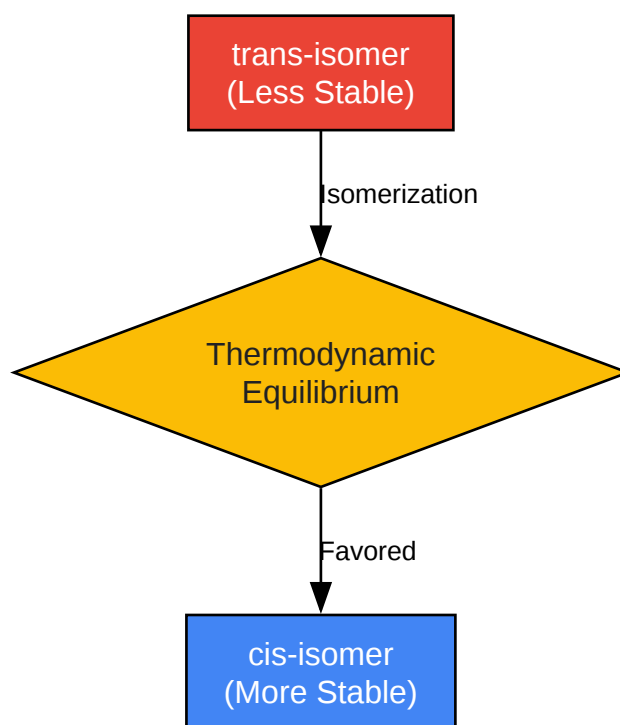 trans-isomer
(Less Stable)
Isomerization
Thermodynamic
Equilibrium
Favored
cis-isomer
(More Stable)